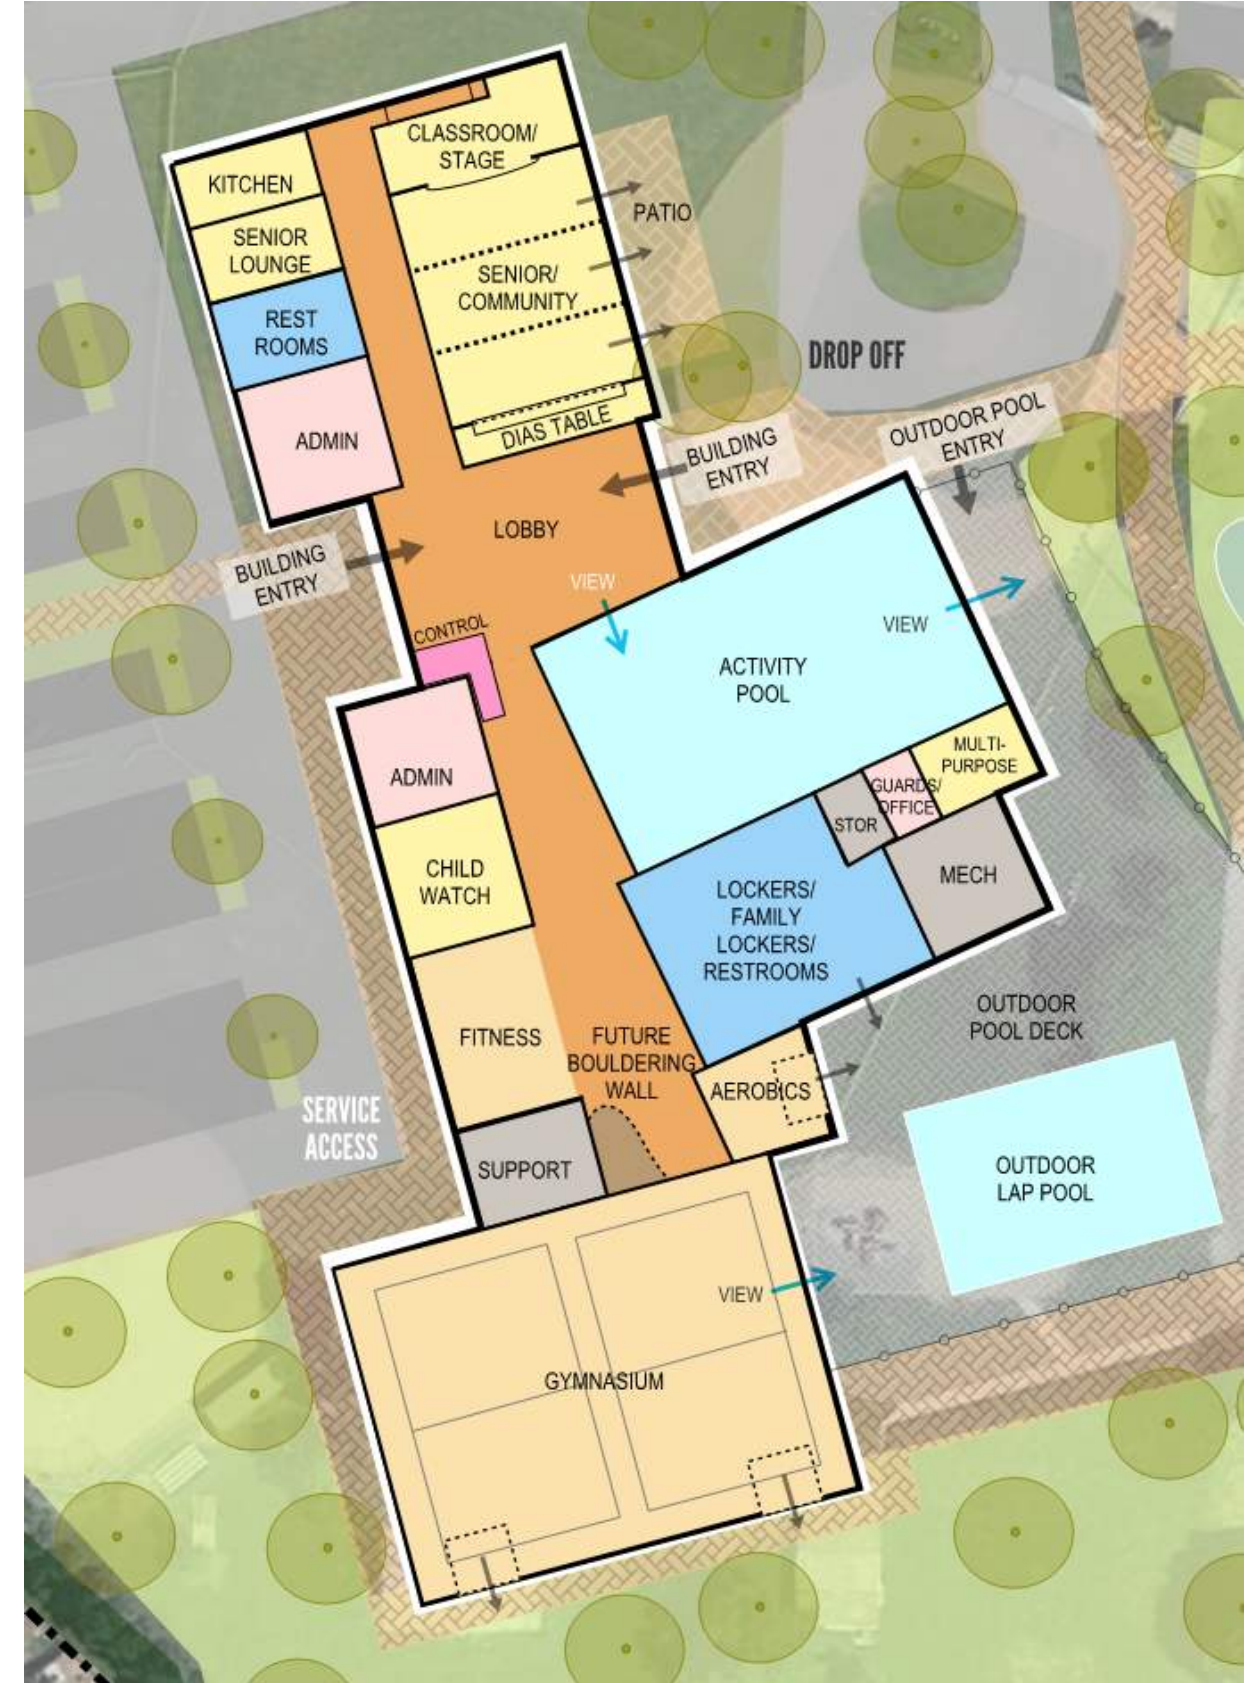 CLASSROOM/
STAGE
KITCHEN
PATIO
SENIOR
LOUNGE
SENIOR/
COMMUNITY
REST
ROOMS
DROP OFF
DIAS TABLE
ADMIN
BUILDING
ENTRY
OUTDOOR POOL
ENTRY
LOBBY
BUILDING
ENTRY
VIEW
CONTROL
VIEW
ACTIVITY
POOL
MULTI-
PURPOSE
ADMIN
GUARDS/
OFFICE
STOR
CHILD
WATCH
MECH
LOCKERS/
FAMILY
LOCKERS/
RESTROOMS
OUTDOOR
POOL DECK
FITNESS
FUTURE
BOULDERING
WALL
AEROBICS
SERVICE
ACCESS
SUPPORT
OUTDOOR
LAP POOL
VIEW
GYMNASIUM